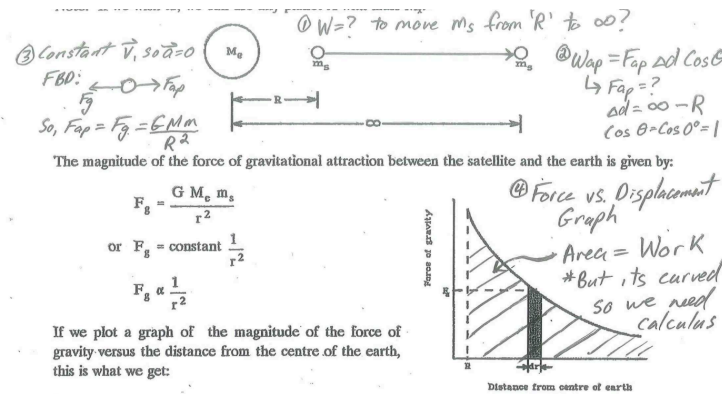 ① W=? to move ms from 'R' to ∞?
③ Constant V⃗, so a⃗=0
FBD:
Fg Fap
So, Fap = Fg = GMm / R²
Me
ms ms
R
∞
② Wap = Fap Δd Cosθ
↳ Fap = ?
Δd = ∞ - R
Cos θ = Cos 0° = 1
The magnitude of the force of gravitational attraction between the satellite and the earth is given by:
Fg = G Me ms / r²
or Fg = constant 1 / r²
Fg α 1 / r²
If we plot a graph of the magnitude of the force of
gravity versus the distance from the centre of the earth,
this is what we get:
④ Force vs. Displacement
Graph
Area = Work
*But, its curved
so we need
calculus
Force of gravity
Fg
R
dr
Distance from centre of earth